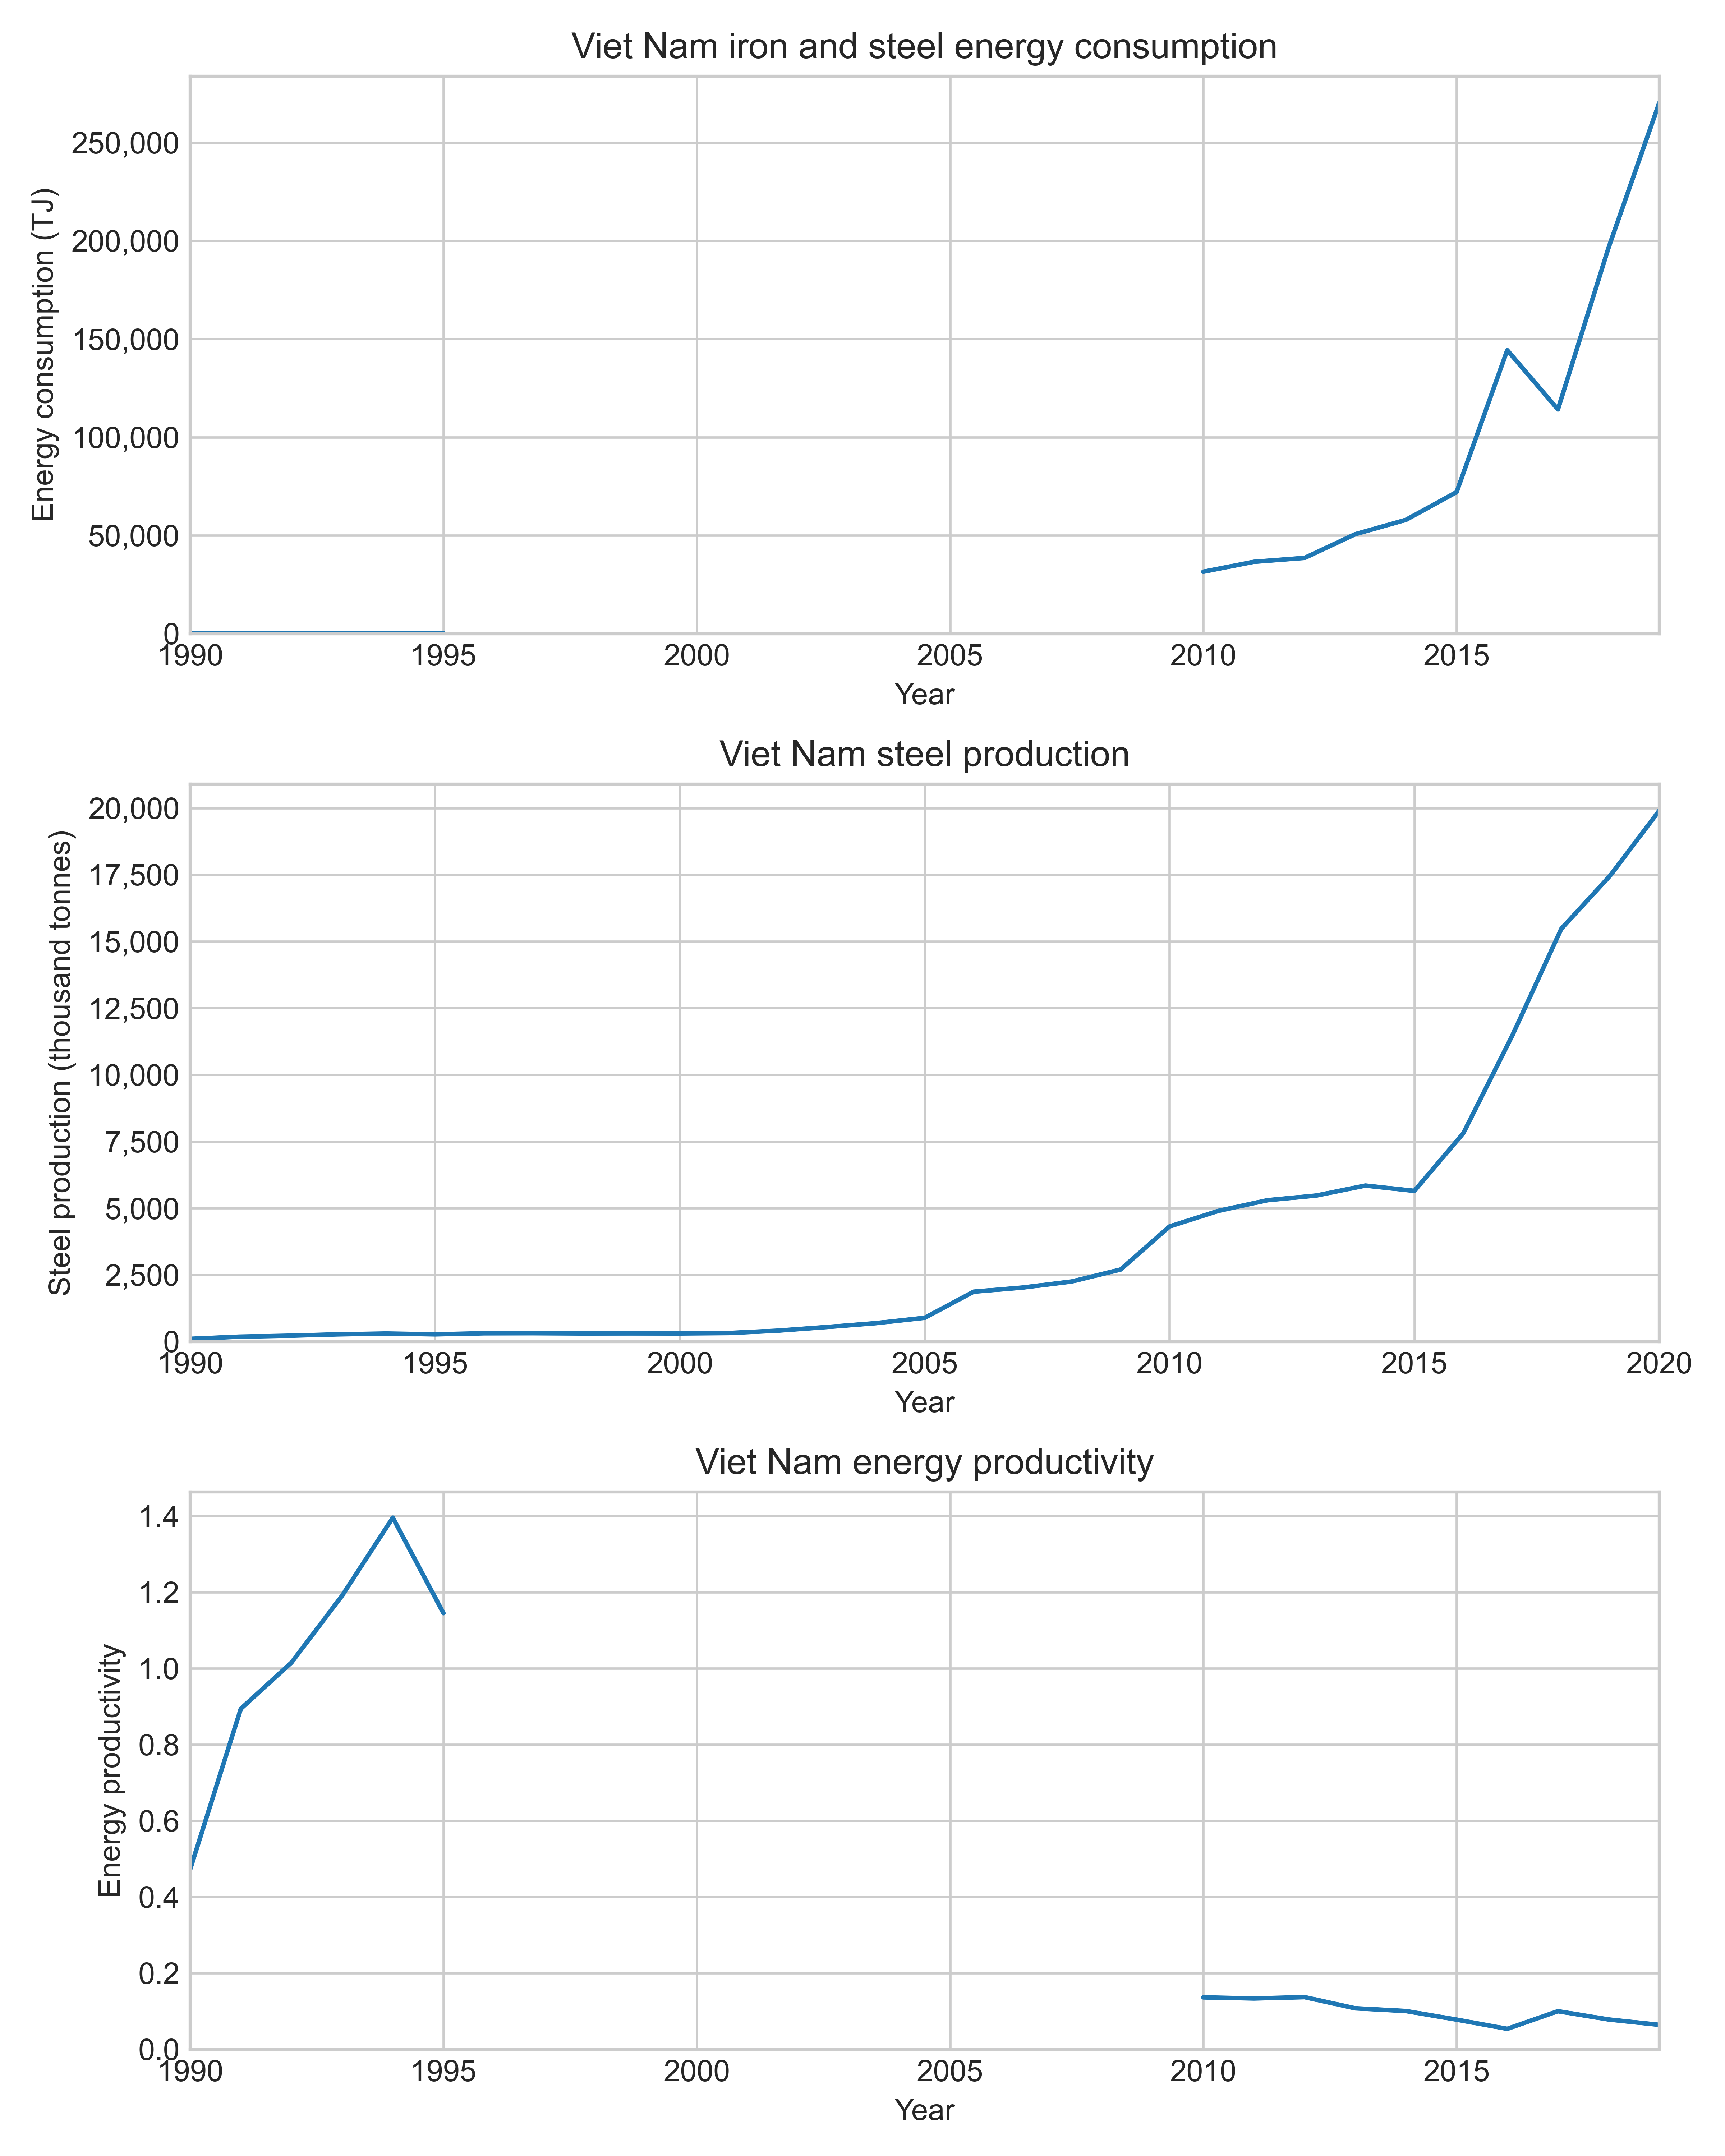 Viet Nam iron and steel energy consumption
Energy consumption (TJ)
250,000
200,000
150,000
100,000
50,000
0
1990 1995 2000 2005 2010 2015
Year
Viet Nam steel production
Steel production (thousand tonnes)
20,000
17,500
15,000
12,500
10,000
7,500
5,000
2,500
0
1990 1995 2000 2005 2010 2015 2020
Year
Viet Nam energy productivity
Energy productivity
1.4
1.2
1.0
0.8
0.6
0.4
0.2
0.0
1990 1995 2000 2005 2010 2015
Year